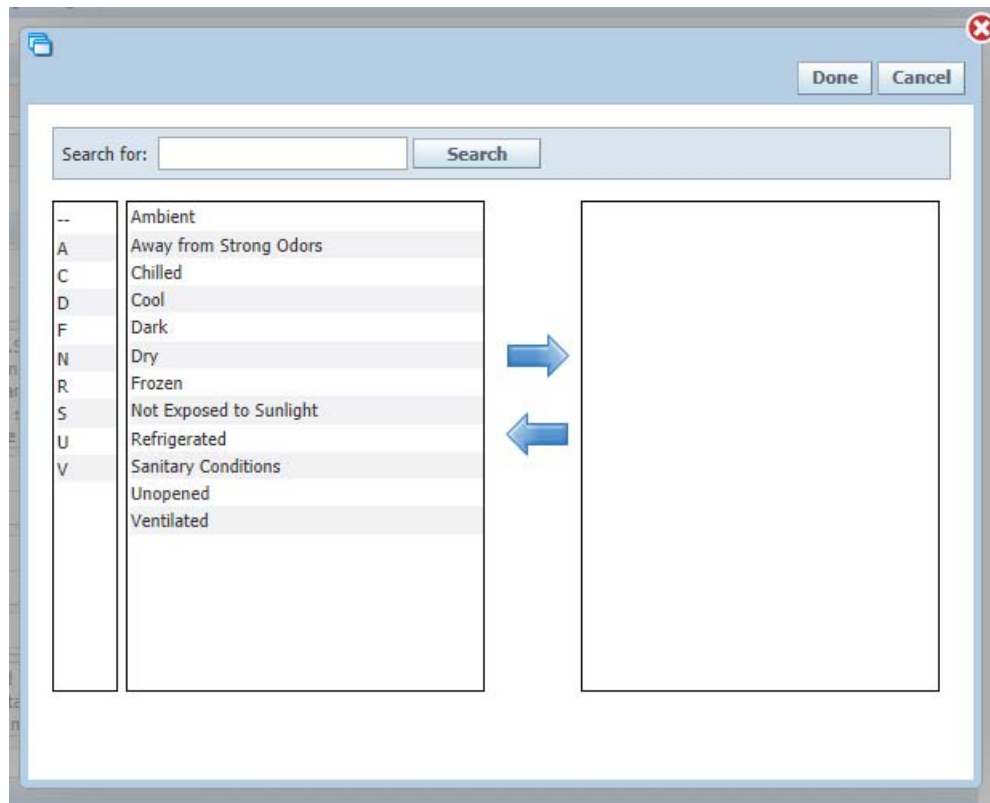 Done Cancel
Search for: Search
--
A
C
D
F
N
R
S
U
V
Ambient
Away from Strong Odors
Chilled
Cool
Dark
Dry
Frozen
Not Exposed to Sunlight
Refrigerated
Sanitary Conditions
Unopened
Ventilated